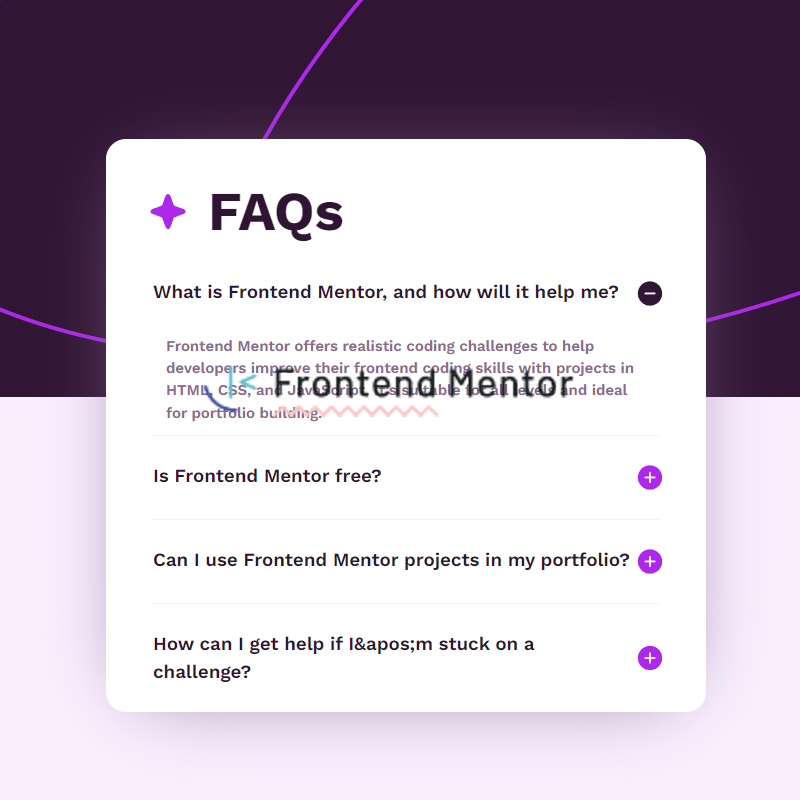 FAQs
What is Frontend Mentor, and how will it help me?
Frontend Mentor offers realistic coding challenges to help
developers improve their frontend coding skills with projects in
Frontend Mentor
HTML, CSS, and JavaScript. It's suitable for all levels and ideal
for portfolio building.
Is Frontend Mentor free?
Can I use Frontend Mentor projects in my portfolio?
How can I get help if I&apos;m stuck on a
challenge?